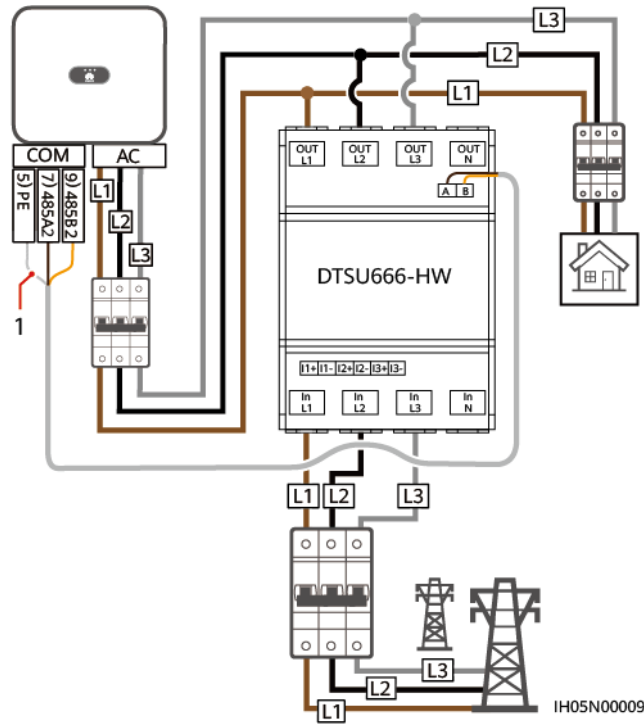 L3
L2
L1
COM
AC
5) PE
7) 485A2
9) 485B2
L1
L2
L3
1
OUT
L1
OUT
L2
OUT
L3
OUT
N
A B
DTSU666-HW
I1+ I1- I2+ I2- I3+ I3-
In
L1
In
L2
In
L3
In
N
L1
L2
L3
L3
L2
L1
IH05N00009